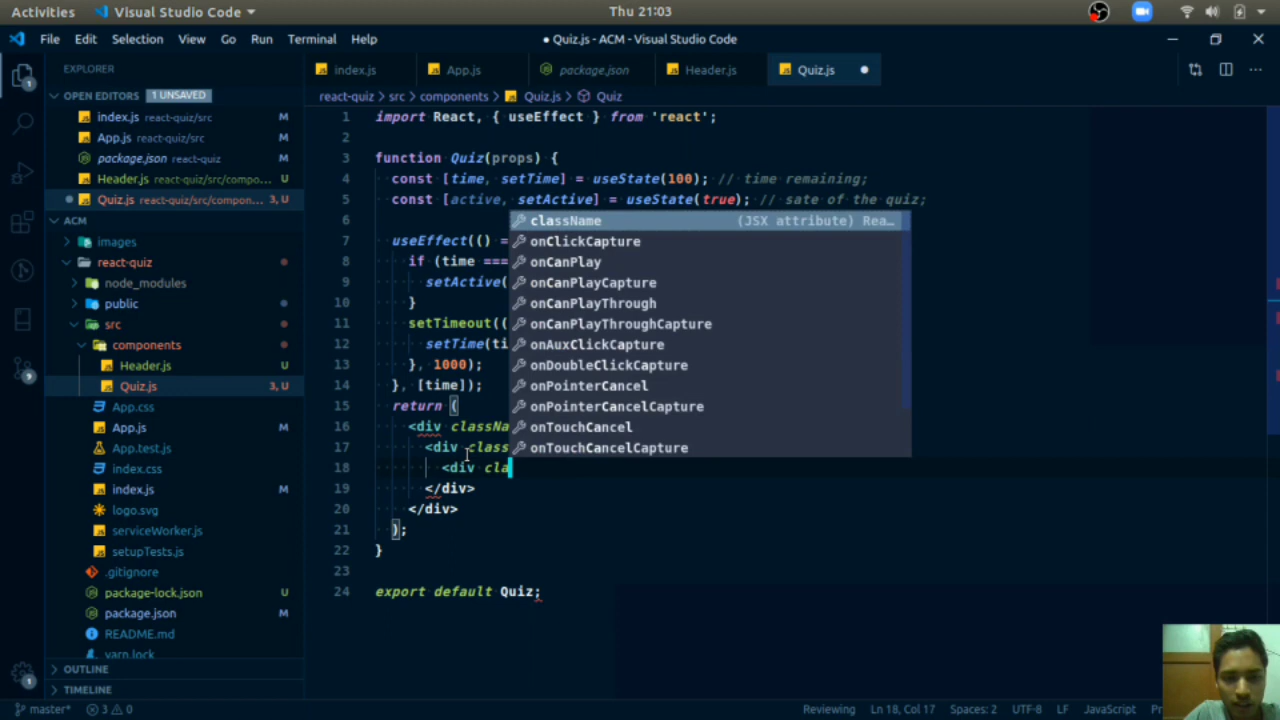 Activities Visual Studio Code Thu 21:03
File Edit Selection View Go Run Terminal Help ● Quiz.js - ACM - Visual Studio Code
EXPLORER
OPEN EDITORS 1 UNSAVED
index.js react-quiz/src M
App.js react-quiz/src M
package.json react-quiz M
Header.js react-quiz/src/compo... U
Quiz.js react-quiz/src/compon... 3, U
ACM
images
react-quiz
node_modules
public
src
components
Header.js U
Quiz.js 3, U
App.css
App.js M
App.test.js
index.css
index.js M
logo.svg
serviceWorker.js
setupTests.js
.gitignore
package-lock.json U
package.json M
README.md
yarn.lock
OUTLINE
TIMELINE
index.js App.js package.json Header.js Quiz.js
react-quiz > src > components > Quiz.js > Quiz
1 import React, { useEffect } from 'react';
2
3 function Quiz(props) {
4 const [time, setTime] = useState(100); // time remaining;
5 const [active, setActive] = useState(true); // sate of the quiz;
6
7 useEffect(() =
8 if (time ===
9 setActive(
10 }
11 setTimeout((
12 setTime(ti
13 }, 1000);
14 }, [time]);
15 return (
16 <div classNa
17 <div class
18 <div cla
19 </div>
20 </div>
21 );
22 }
23
24 export default Quiz;
className (JSX attribute) Rea...
onClickCapture
onCanPlay
onCanPlayCapture
onCanPlayThrough
onCanPlayThroughCapture
onAuxClickCapture
onDoubleClickCapture
onPointerCancel
onPointerCancelCapture
onTouchCancel
onTouchCancelCapture
master* 3 0 Reviewing Ln 18, Col 17 Spaces: 2 UTF-8 LF JavaScript